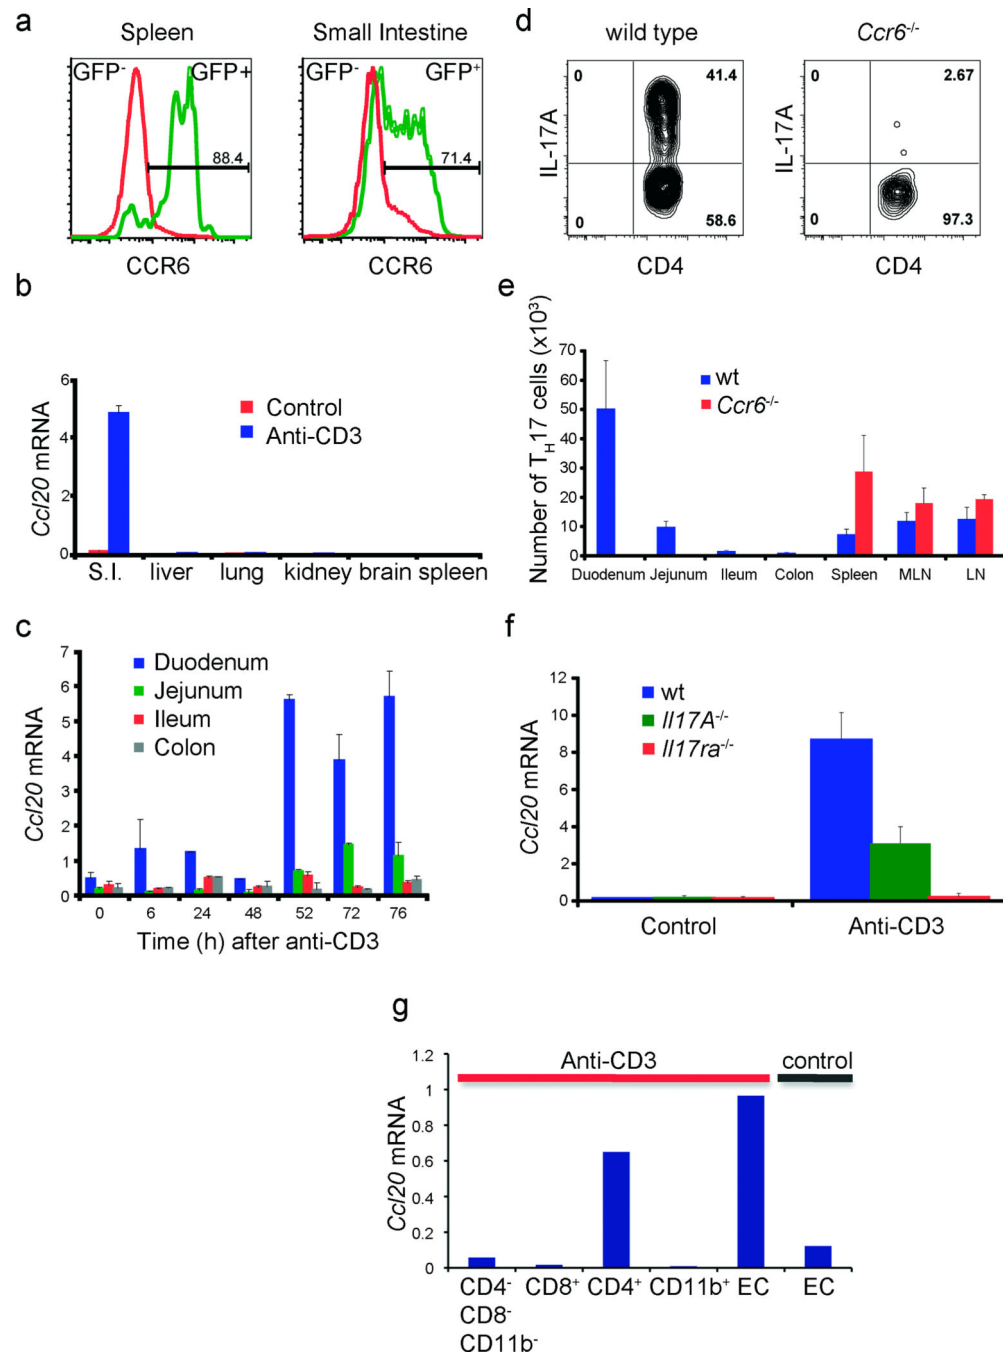 a
Spleen
Small Intestine
GFP⁻
GFP+
88.4
CCR6
GFP⁻
GFP⁺
71.4
CCR6
b
Ccl20 mRNA
6
4
2
0
Control
Anti-CD3
S.I. liver lung kidney brain spleen
c
Ccl20 mRNA
7
6
5
4
3
2
1
0
Duodenum
Jejunum
Ileum
Colon
0 6 24 48 52 72 76
Time (h) after anti-CD3
d
wild type
Ccr6⁻/⁻
IL-17A
0 41.4
0 58.6
CD4
IL-17A
0 2.67
0 97.3
CD4
e
Number of TH17 cells (x10³)
70
60
50
40
30
20
10
0
wt
Ccr6⁻/⁻
Duodenum Jejunum Ileum Colon Spleen MLN LN
f
Ccl20 mRNA
12
8
4
2
0
wt
Il17A⁻/⁻
Il17ra⁻/⁻
Control Anti-CD3
g
Anti-CD3 control
Ccl20 mRNA
1.2
1
0.8
0.6
0.4
0.2
0
CD4⁻ CD8⁺ CD4⁺ CD11b⁺ EC EC
CD8⁻
CD11b⁻